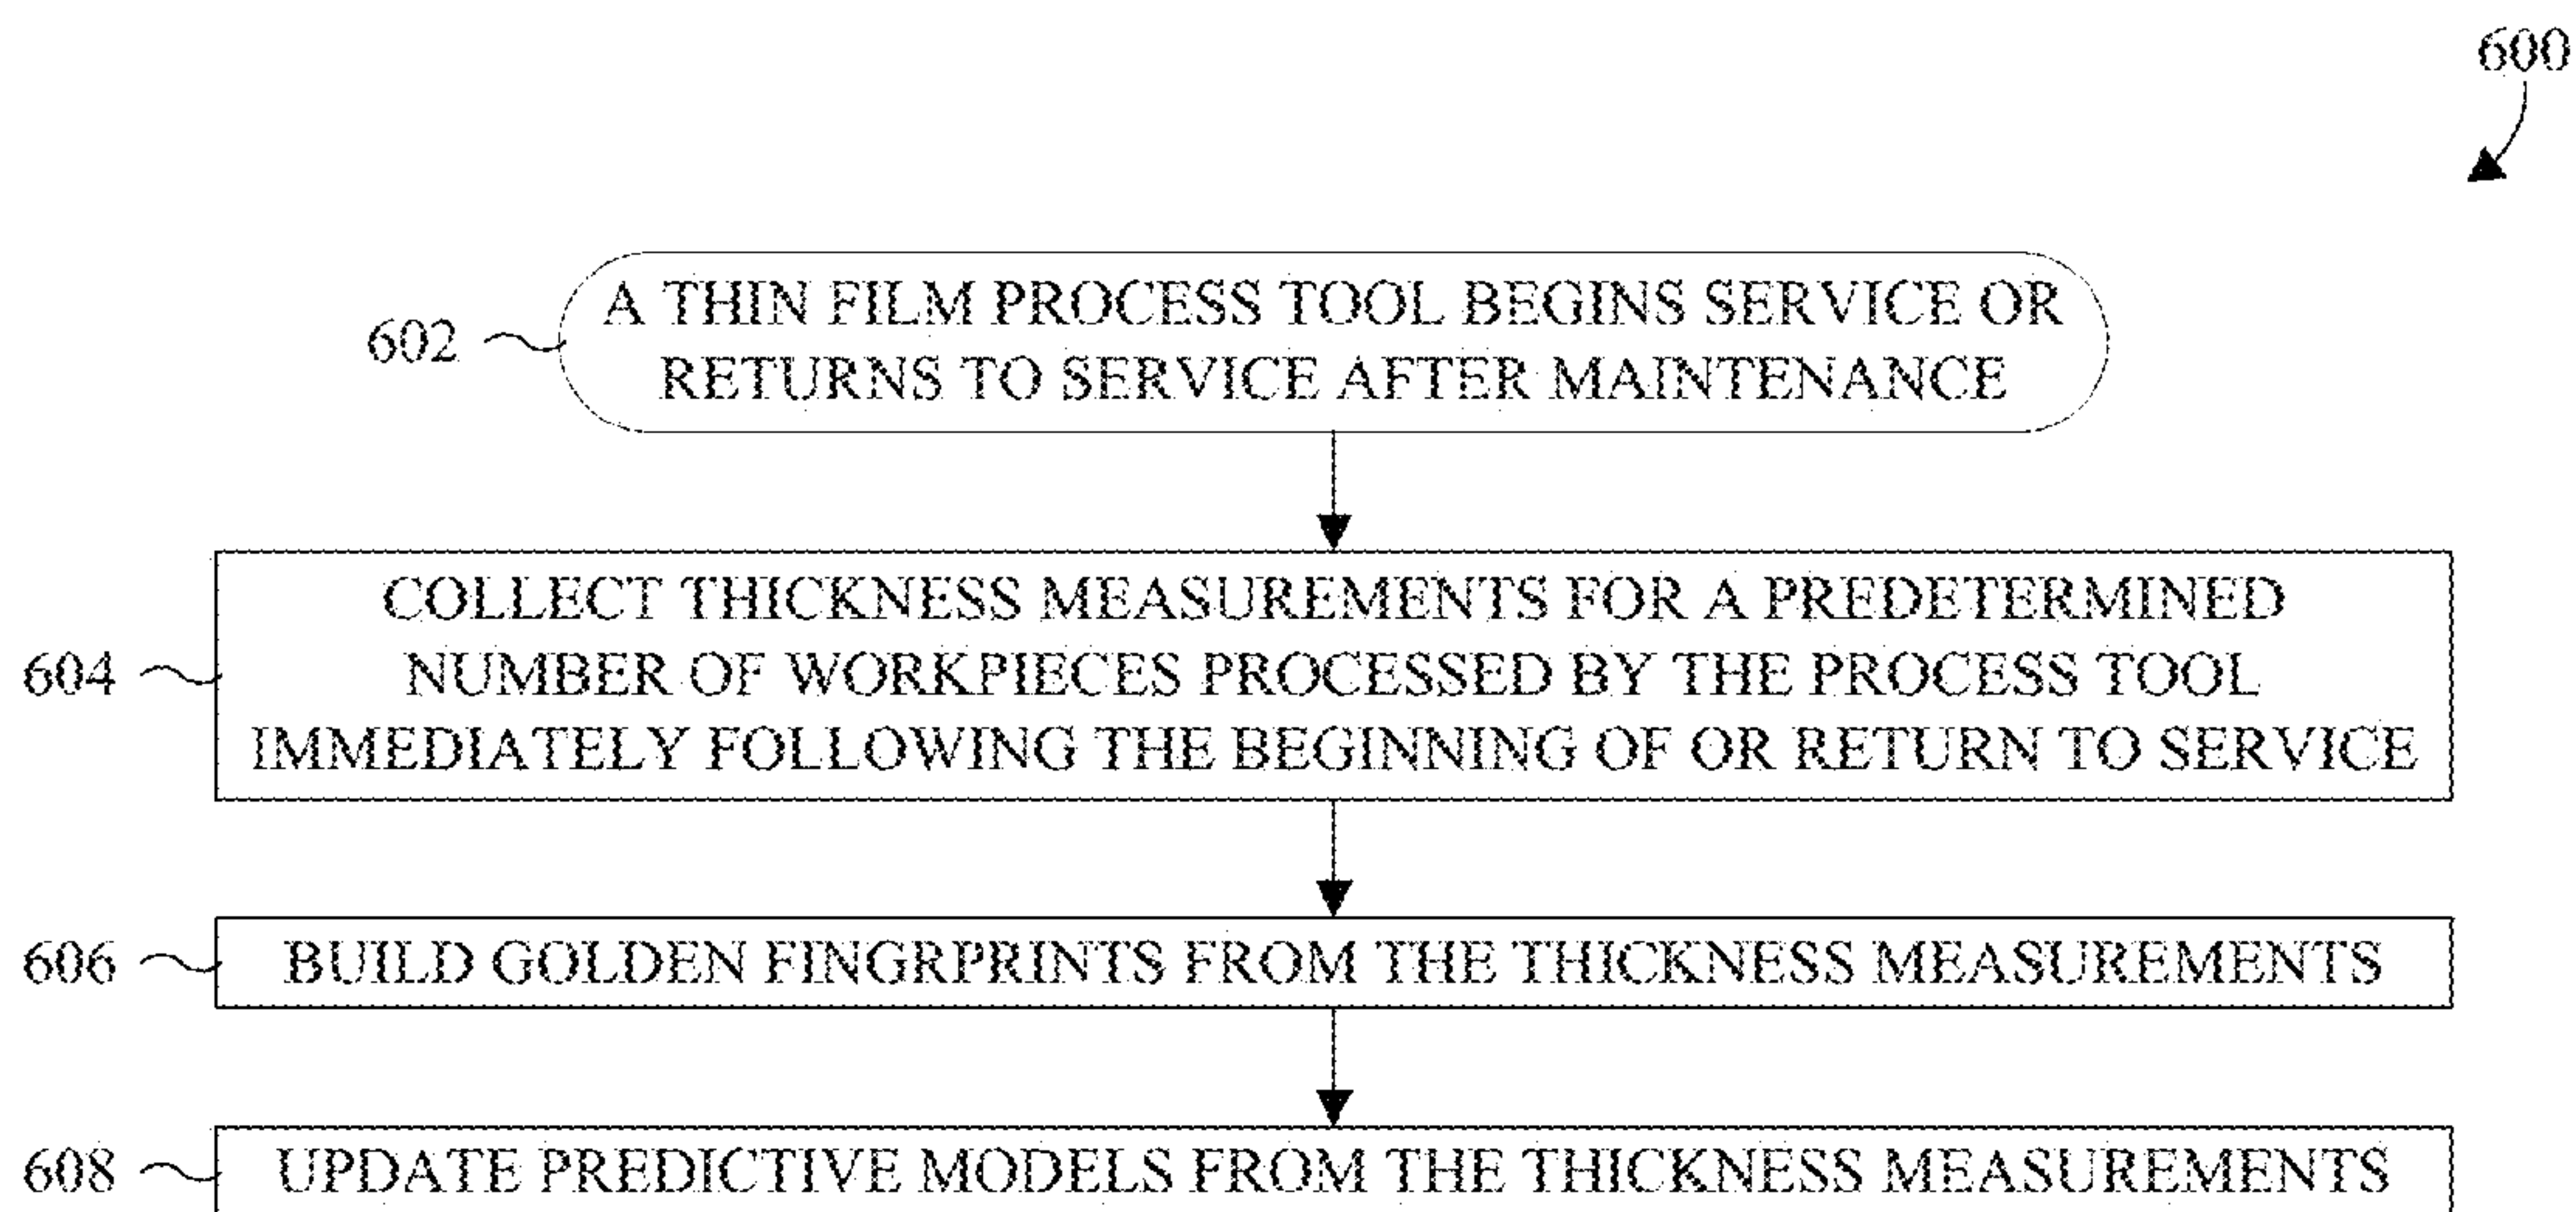 600
602
A THIN FILM PROCESS TOOL BEGINS SERVICE OR
RETURNS TO SERVICE AFTER MAINTENANCE
604
COLLECT THICKNESS MEASUREMENTS FOR A PREDETERMINED
NUMBER OF WORKPIECES PROCESSED BY THE PROCESS TOOL
IMMEDIATELY FOLLOWING THE BEGINNING OF OR RETURN TO SERVICE
606
BUILD GOLDEN FINGRPRINTS FROM THE THICKNESS MEASUREMENTS
608
UPDATE PREDICTIVE MODELS FROM THE THICKNESS MEASUREMENTS